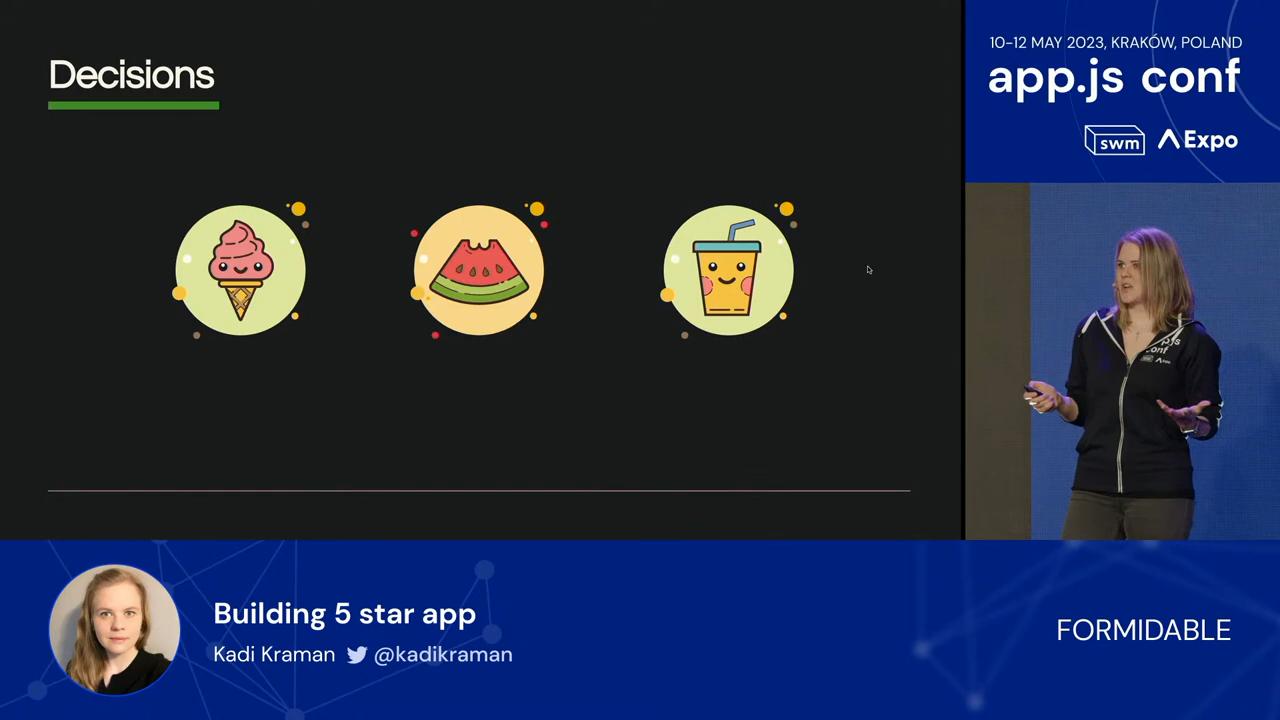 Decisions
10-12 MAY 2023, KRAKÓW, POLAND
app.js conf
swm
Expo
conf
Building 5 star app
Kadi Kraman @kadikraman
FORMIDABLE